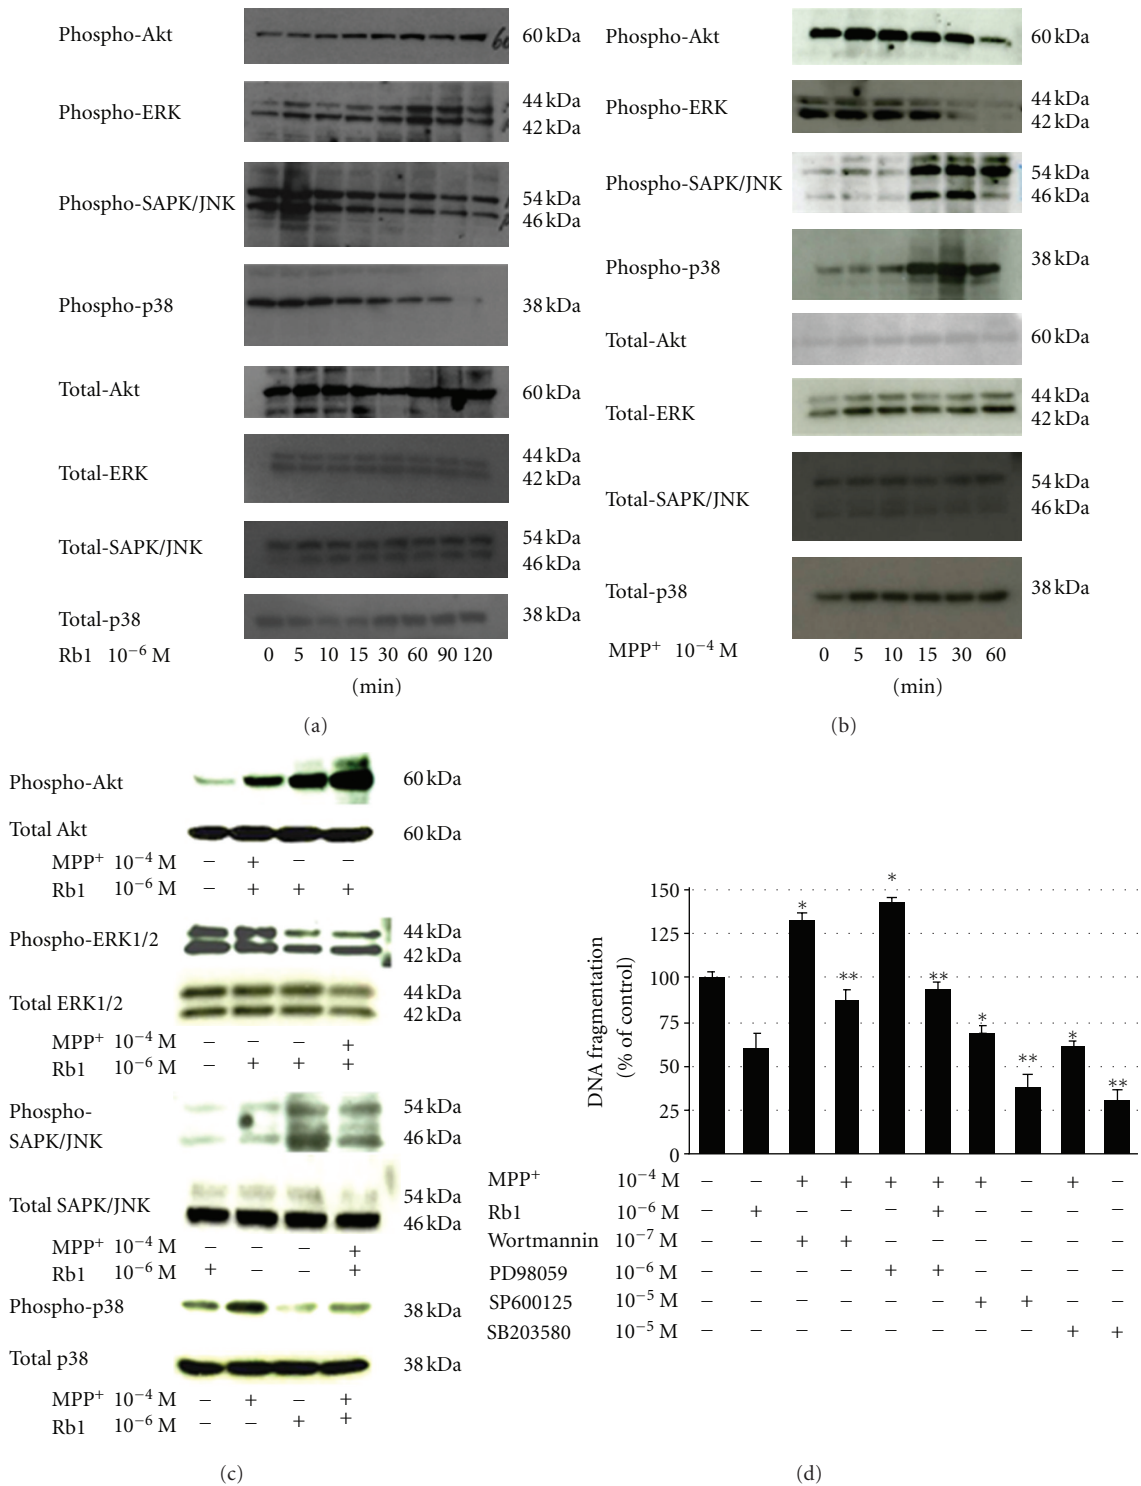 Phospho-Akt 60 kDa
Phospho-ERK 44 kDa
42 kDa
Phospho-SAPK/JNK 54 kDa
46 kDa
Phospho-p38 38 kDa
Total-Akt 60 kDa
Total-ERK 44 kDa
42 kDa
Total-SAPK/JNK 54 kDa
46 kDa
Total-p38 38 kDa
Rb1 10−6 M 0 5 10 15 30 60 90 120
(min)
(a)
Phospho-Akt 60 kDa
Phospho-ERK 44 kDa
42 kDa
Phospho-SAPK/JNK 54 kDa
46 kDa
Phospho-p38 38 kDa
Total-Akt 60 kDa
Total-ERK 44 kDa
42 kDa
Total-SAPK/JNK 54 kDa
46 kDa
Total-p38 38 kDa
MPP+ 10−4 M 0 5 10 15 30 60
(min)
(b)
Phospho-Akt 60 kDa
Total Akt 60 kDa
MPP+ 10−4 M − + − −
Rb1 10−6 M − + + +
Phospho-ERK1/2 44 kDa
42 kDa
Total ERK1/2 44 kDa
42 kDa
MPP+ 10−4 M − − − +
Rb1 10−6 M − + + +
Phospho- 54 kDa
SAPK/JNK 46 kDa
Total SAPK/JNK 54 kDa
46 kDa
MPP+ 10−4 M − − − +
Rb1 10−6 M + − − +
Phospho-p38 38 kDa
Total p38 38 kDa
MPP+ 10−4 M − + − +
Rb1 10−6 M − − + +
(c)
DNA fragmentation
(% of control)
150
125
100
75
50
25
0
* ** * ** * ** * **
MPP+ 10−4 M − − + + + + + − + −
Rb1 10−6 M − + − − − + − − − −
Wortmannin 10−7 M − − + + − − − − − −
PD98059 10−6 M − − − − + + − − − −
SP600125 10−5 M − − − − − − + + − −
SB203580 10−5 M − − − − − − − − + +
(d)